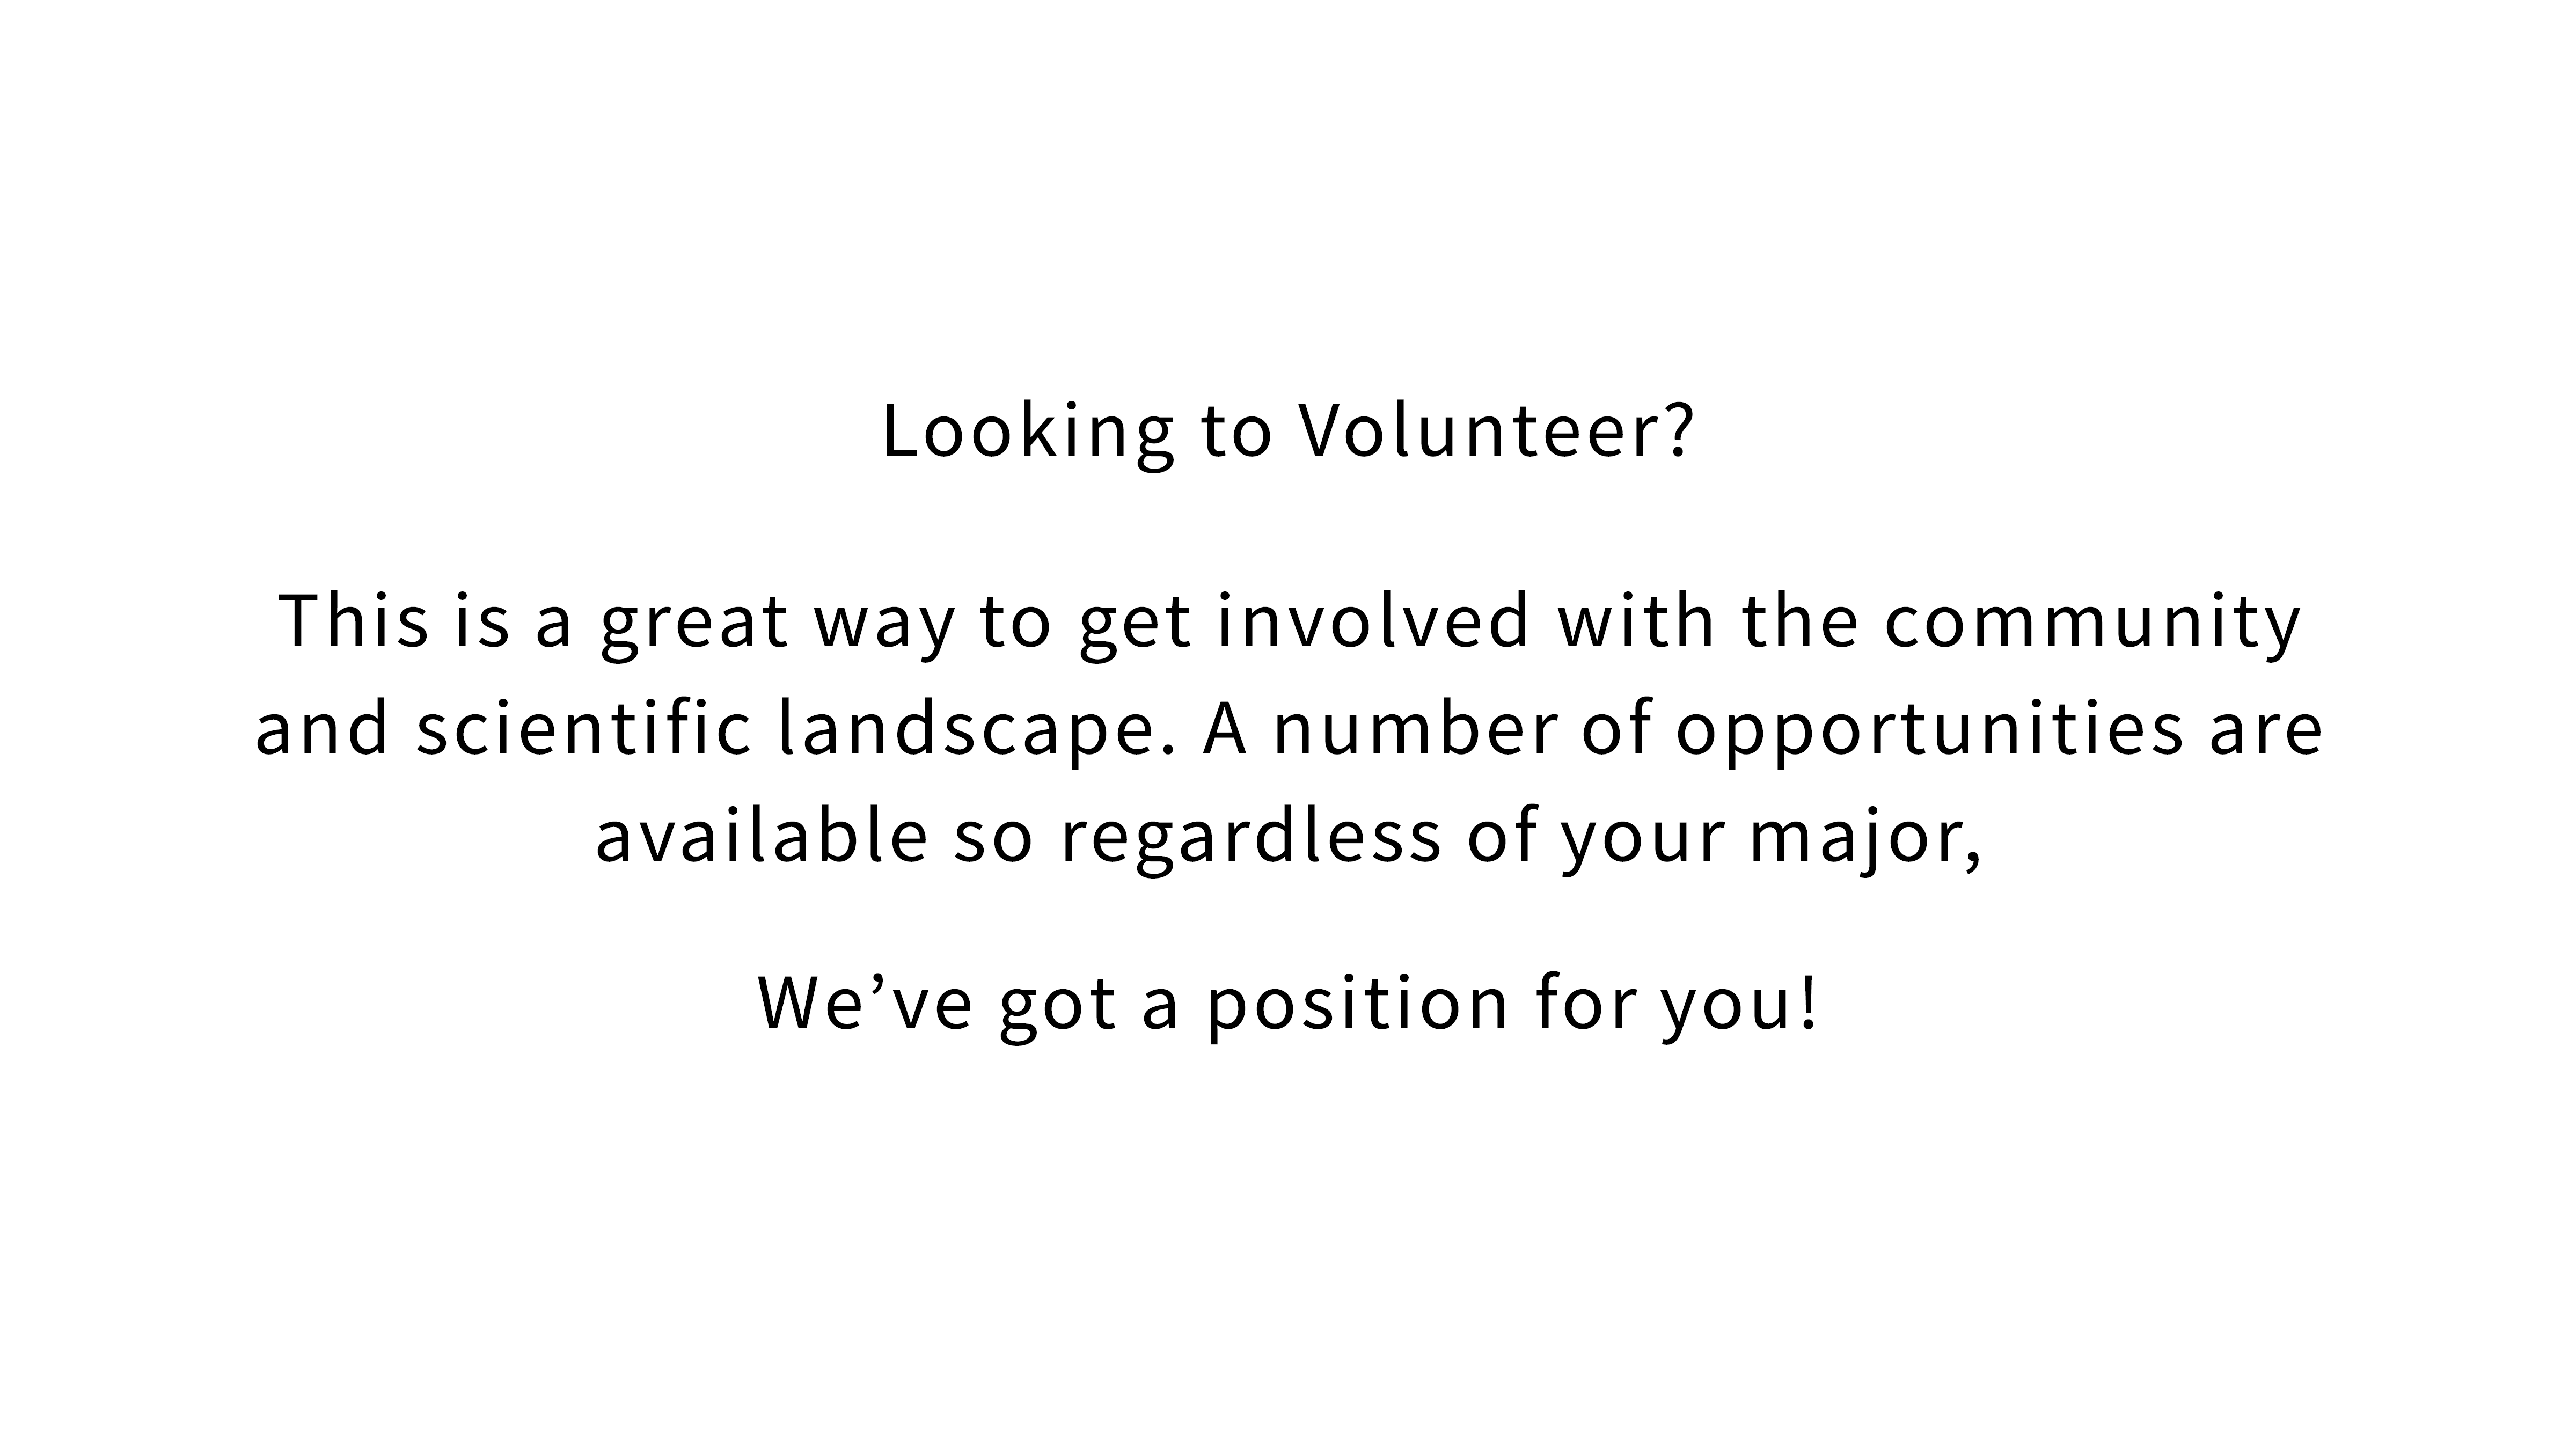 Looking to Volunteer?
This is a great way to get involved with the community
and scientific landscape. A number of opportunities are
available so regardless of your major,
We’ve got a position for you!